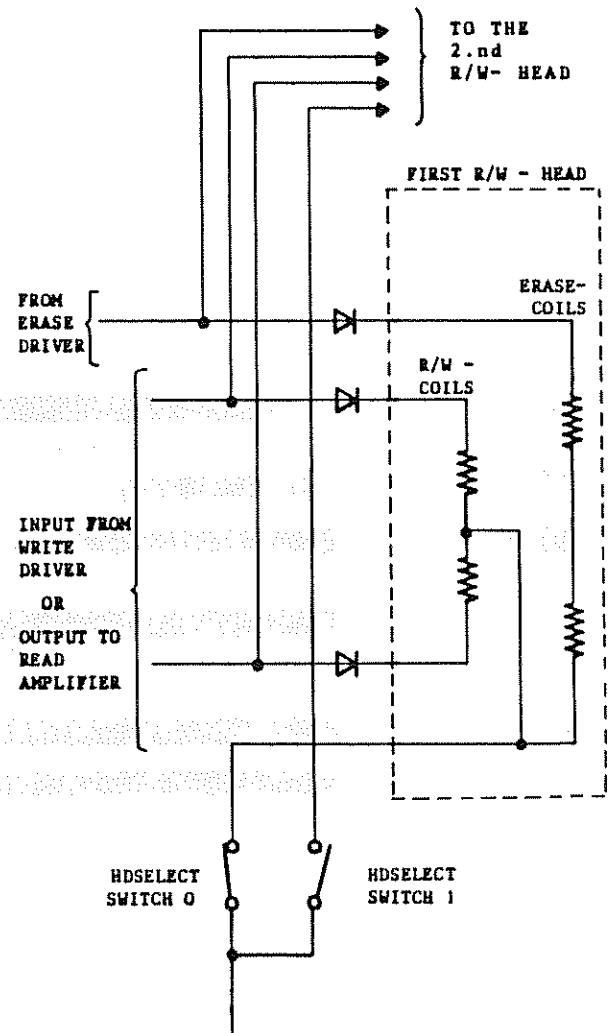 TO THE
2.nd
R/W- HEAD
FIRST R/W - HEAD
FROM
ERASE
DRIVER
ERASE-
COILS
R/W -
COILS
INPUT FROM
WRITE
DRIVER
OR
OUTPUT TO
READ
AMPLIFIER
HDSELECT
SWITCH 0
HDSELECT
SWITCH 1